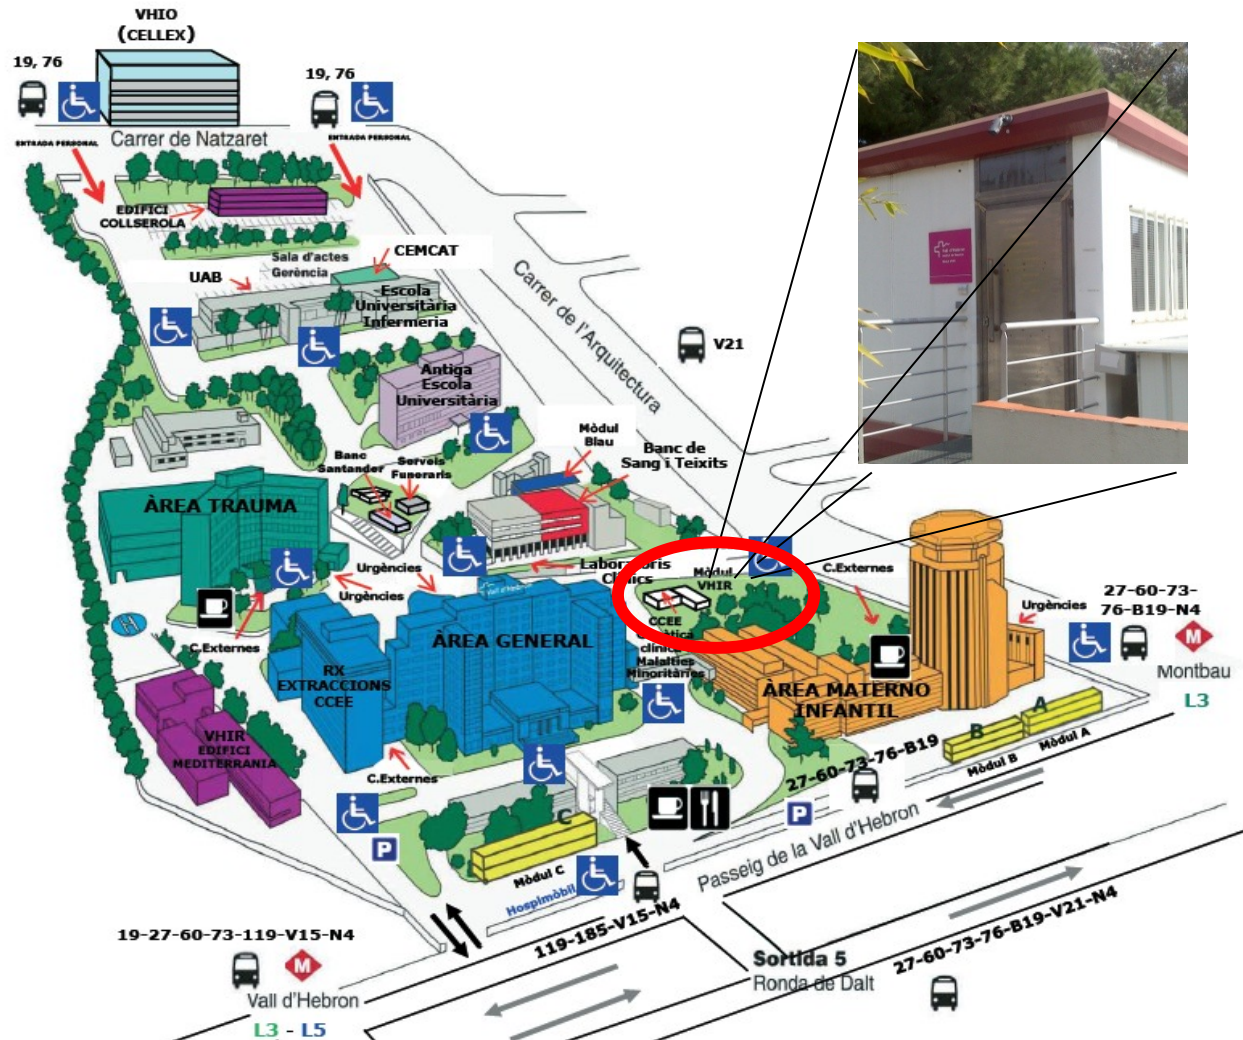 VHIO
(CELLEX)
19, 76
19, 76
ENTRADA PERSONAL
Carrer de Natzaret
ENTRADA PERSONAL
EDIFICI
COLLSEROLA
Sala d'actes
Gerència
CEMCAT
UAB
Escola
Universitària
Infermeria
Carrer de l'Arquitectura
V21
Antiga
Escola
Universitària
Mòdul
Blau
Banc de
Sang i Teixits
Banc
Santander
Serveis
Funeraris
ÀREA TRAUMA
Urgències
Urgències
Laboratoris
Clínics
Mòdul
VHIR
C.Externes
27-60-73-
76-B19-N4
Urgències
M
Montbau
L3
H
C.Externes
Vall d'Hebron
ÀREA GENERAL
CCEE
clínica
Malalties
Minoritàries
RX
EXTRACCIONS
CCEE
ÀREA MATERNO
INFANTIL
A
B
Mòdul A
Mòdul B
VHIR
EDIFICI
MEDITERRANIA
C.Externes
27-60-73-76-B19
P
P
C
Mòdul C
Hospimòbil
Passeig de la Vall d'Hebron
119-185-V15-N4
19-27-60-73-119-V15-N4
M
Vall d'Hebron
L3 - L5
Sortida 5
Ronda de Dalt
27-60-73-76-B19-V21-N4